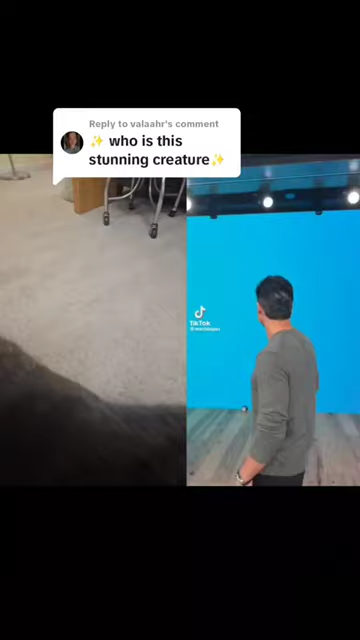 Reply to valaahr's comment
✨ who is this
stunning creature✨
TikTok